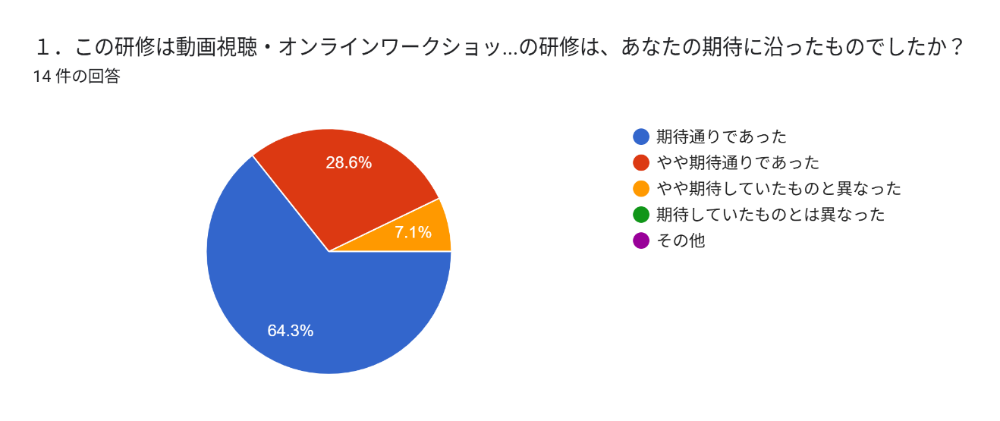 １．この研修は動画視聴・オンラインワークショッ...の研修は、あなたの期待に沿ったものでしたか？
14 件の回答
期待通りであった
やや期待通りであった
やや期待していたものと異なった
期待していたものとは異なった
その他
28.6%
7.1%
64.3%